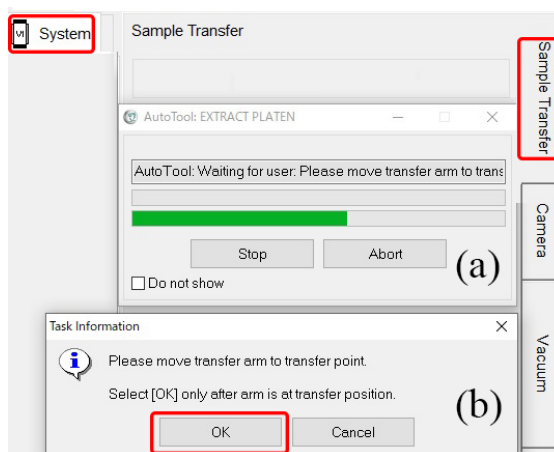 VI System
Sample Transfer
Sample Transfer
AutoTool: EXTRACT PLATEN
AutoTool: Waiting for user: Please move transfer arm to trans
Stop
Abort
(a)
Do not show
Camera
Task Information
Vacuum
Please move transfer arm to transfer point.
Select [OK] only after arm is at transfer position.
(b)
OK
Cancel